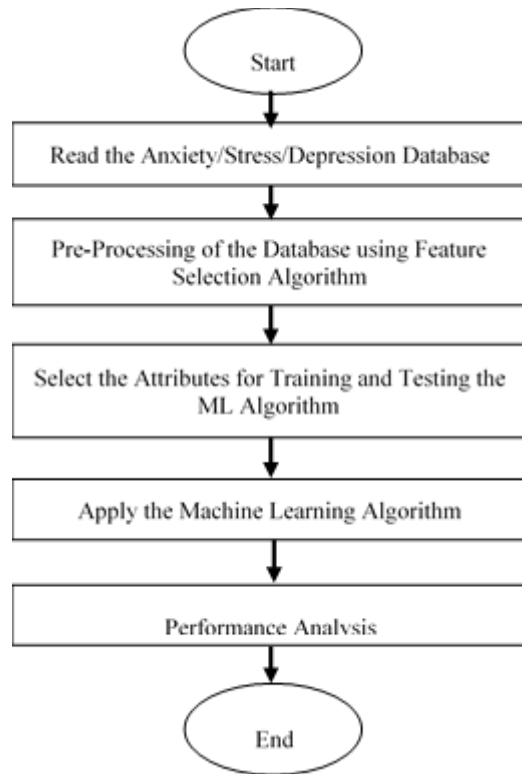 Start
Read the Anxiety/Stress/Depression Database
Pre-Processing of the Database using Feature
Selection Algorithm
Select the Attributes for Training and Testing the
ML Algorithm
Apply the Machine Learning Algorithm
Performance Analysis
End